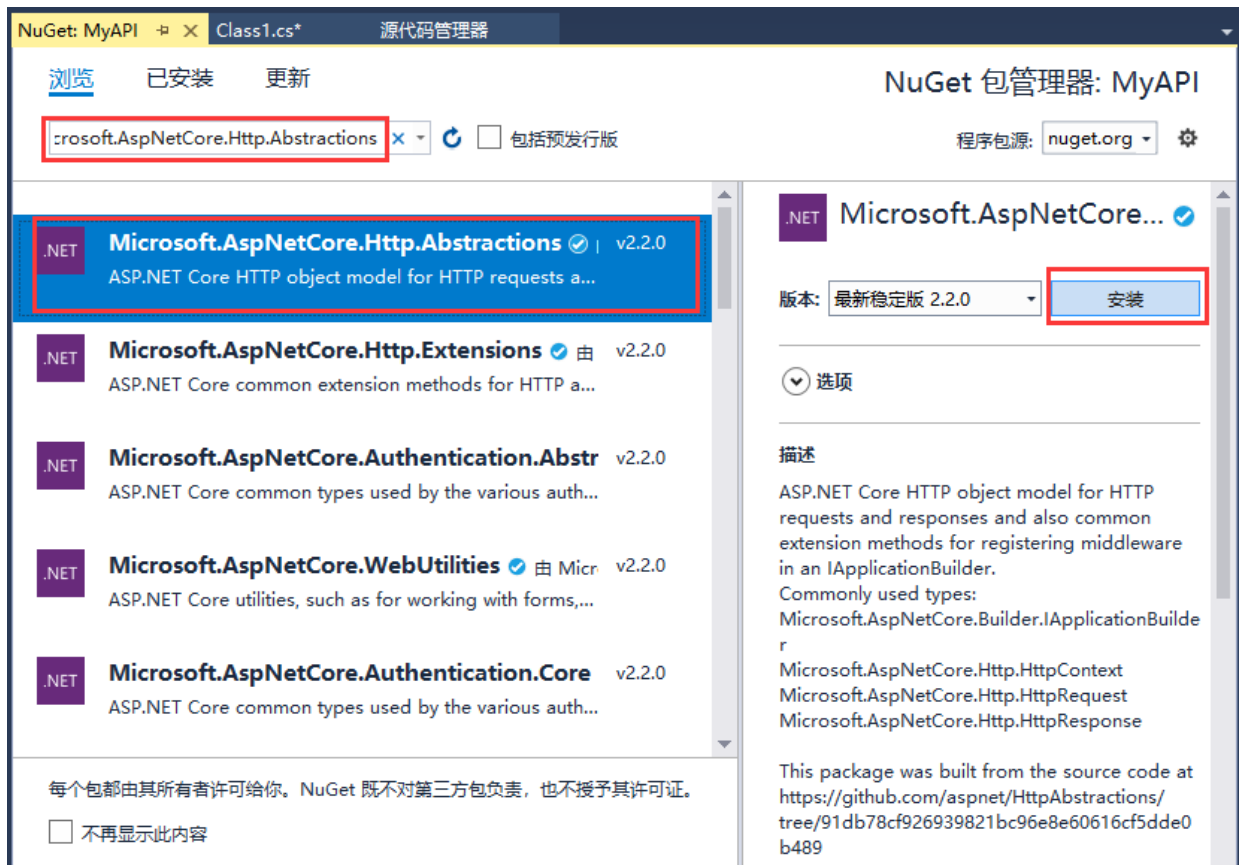 NuGet: MyAPI
Class1.cs*
源代码管理器
浏览
已安装
更新
NuGet 包管理器: MyAPI
crosoft.AspNetCore.Http.Abstractions
包括预发行版
程序包源:
nuget.org
.NET
Microsoft.AspNetCore.Http.Abstractions
v2.2.0
ASP.NET Core HTTP object model for HTTP requests a...
.NET
Microsoft.AspNetCore.Http.Extensions 由
v2.2.0
ASP.NET Core common extension methods for HTTP a...
.NET
Microsoft.AspNetCore.Authentication.Abstr
v2.2.0
ASP.NET Core common types used by the various auth...
.NET
Microsoft.AspNetCore.WebUtilities 由 Micr
v2.2.0
ASP.NET Core utilities, such as for working with forms,...
.NET
Microsoft.AspNetCore.Authentication.Core
v2.2.0
ASP.NET Core common types used by the various auth...
每个包都由其所有者许可给你。NuGet 既不对第三方包负责，也不授予其许可证。
不再显示此内容
.NET
Microsoft.AspNetCore...
版本:
最新稳定版 2.2.0
安装
选项
描述
ASP.NET Core HTTP object model for HTTP
requests and responses and also common
extension methods for registering middleware
in an IApplicationBuilder.
Commonly used types:
Microsoft.AspNetCore.Builder.IApplicationBuilde
r
Microsoft.AspNetCore.Http.HttpContext
Microsoft.AspNetCore.Http.HttpRequest
Microsoft.AspNetCore.Http.HttpResponse
This package was built from the source code at
https://github.com/aspnet/HttpAbstractions/
tree/91db78cf926939821bc96e8e60616cf5dde0
b489